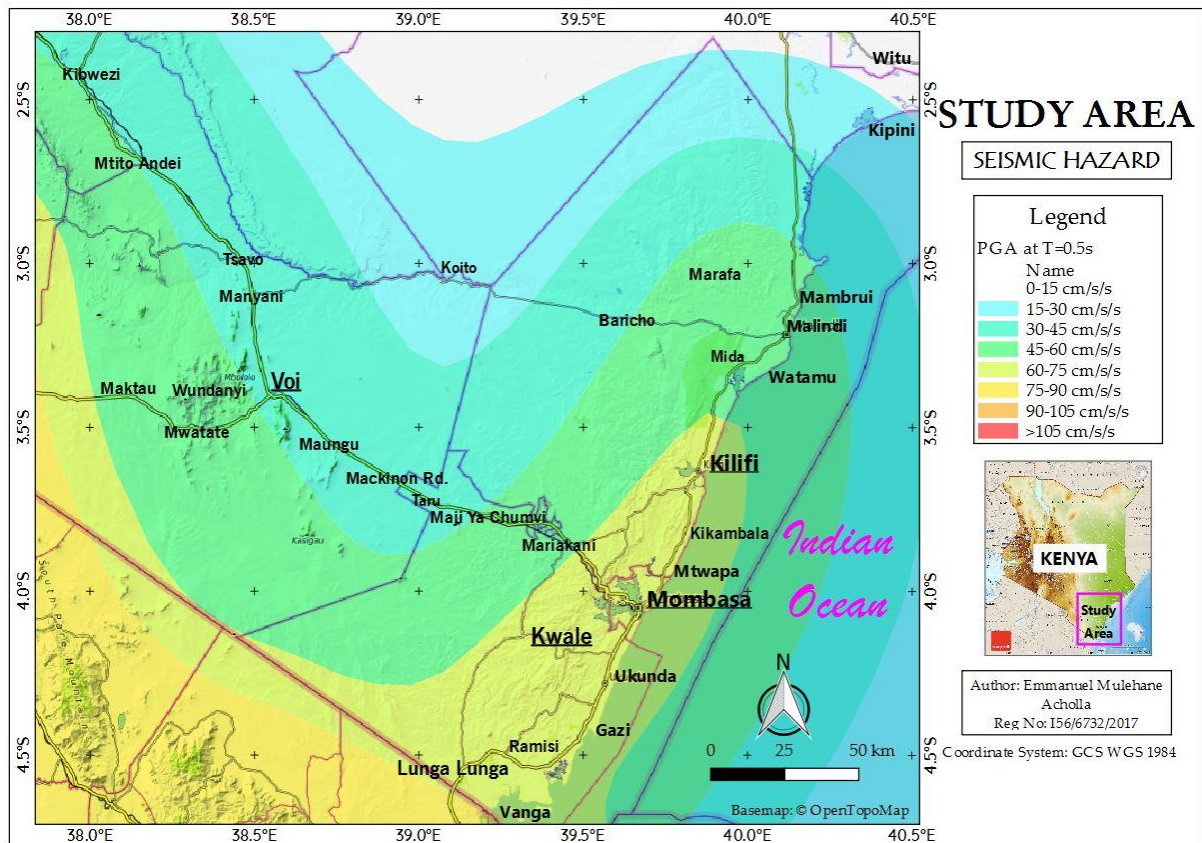 38.0°E 38.5°E 39.0°E 39.5°E 40.0°E 40.5°E
Witu
Kibwezi
2.5°S 2.5°S
Kipini
Mtito Andei
3.0°S 3.0°S
Tsavo
Koito
Marafa
Manyani
Mambrui
Baricho
Malindi
Mida
Voi
Watamu
Maktau
Wundanyi
Mwatate
3.5°S 3.5°S
Maungu
Kilifi
Mackinon Rd.
Taru
Maji Ya Chumvi
Kasigau
Mariakani
Kikambala
Indian
Ocean
Mtwapa
4.0°S 4.0°S
Mombasa
Kwale
South Pare Mountains
Ukunda
N
Gazi
Ramisi
0 25 50 km
4.5°S 4.5°S
Lunga Lunga
Vanga
Basemap: © OpenTopoMap
38.0°E 38.5°E 39.0°E 39.5°E 40.0°E 40.5°E
STUDY AREA
SEISMIC HAZARD
Legend
PGA at T=0.5s
Name
0-15 cm/s/s
15-30 cm/s/s
30-45 cm/s/s
45-60 cm/s/s
60-75 cm/s/s
75-90 cm/s/s
90-105 cm/s/s
>105 cm/s/s
KENYA
Study
Area
Author: Emmanuel Mulehane
Acholla
Reg No: I56/6732/2017
Coordinate System: GCS WGS 1984